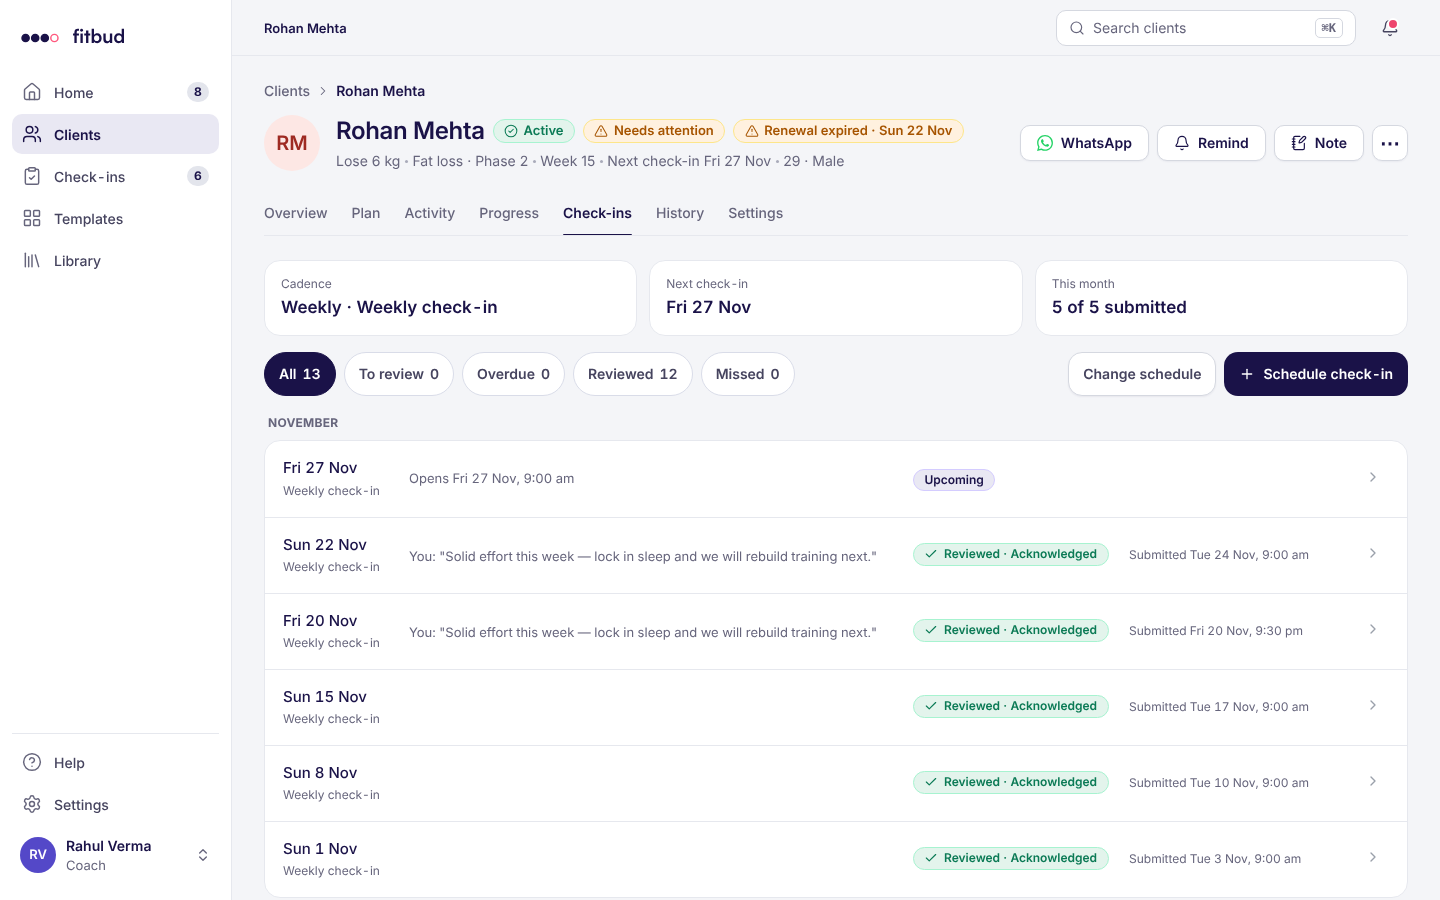 fitbud
Rohan Mehta
Search clients
⌘K
Home 8
Clients
Check-ins 6
Templates
Library
Help
Settings
RV
Rahul Verma
Coach
Clients > Rohan Mehta
RM
Rohan Mehta Active Needs attention Renewal expired · Sun 22 Nov
Lose 6 kg · Fat loss · Phase 2 · Week 15 · Next check-in Fri 27 Nov · 29 · Male
WhatsApp Remind Note
Overview Plan Activity Progress Check-ins History Settings
Cadence
Weekly · Weekly check-in
Next check-in
Fri 27 Nov
This month
5 of 5 submitted
All 13 To review 0 Overdue 0 Reviewed 12 Missed 0
Change schedule + Schedule check-in
NOVEMBER
Fri 27 Nov
Weekly check-in
Opens Fri 27 Nov, 9:00 am
Upcoming
Sun 22 Nov
Weekly check-in
You: "Solid effort this week — lock in sleep and we will rebuild training next."
Reviewed · Acknowledged
Submitted Tue 24 Nov, 9:00 am
Fri 20 Nov
Weekly check-in
You: "Solid effort this week — lock in sleep and we will rebuild training next."
Reviewed · Acknowledged
Submitted Fri 20 Nov, 9:30 pm
Sun 15 Nov
Weekly check-in
Reviewed · Acknowledged
Submitted Tue 17 Nov, 9:00 am
Sun 8 Nov
Weekly check-in
Reviewed · Acknowledged
Submitted Tue 10 Nov, 9:00 am
Sun 1 Nov
Weekly check-in
Reviewed · Acknowledged
Submitted Tue 3 Nov, 9:00 am